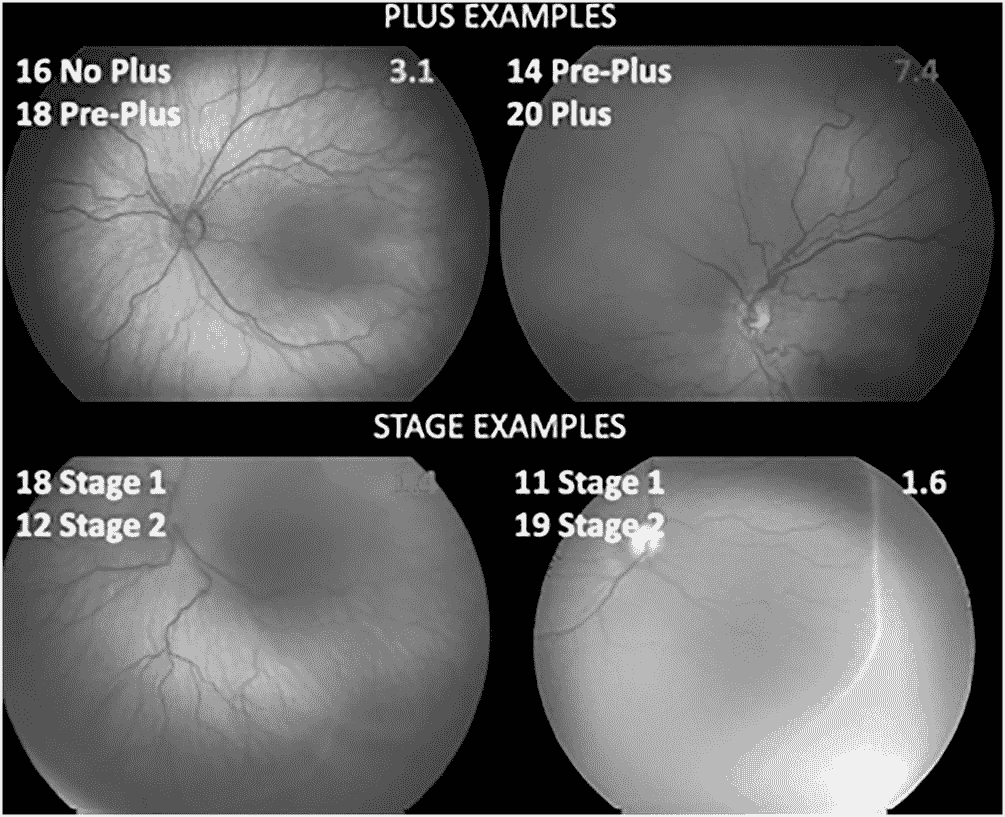 PLUS EXAMPLES
16 No Plus 3.1
18 Pre-Plus
14 Pre-Plus 7.4
20 Plus
STAGE EXAMPLES
18 Stage 1 1.4
12 Stage 2
11 Stage 1 1.6
19 Stage 2